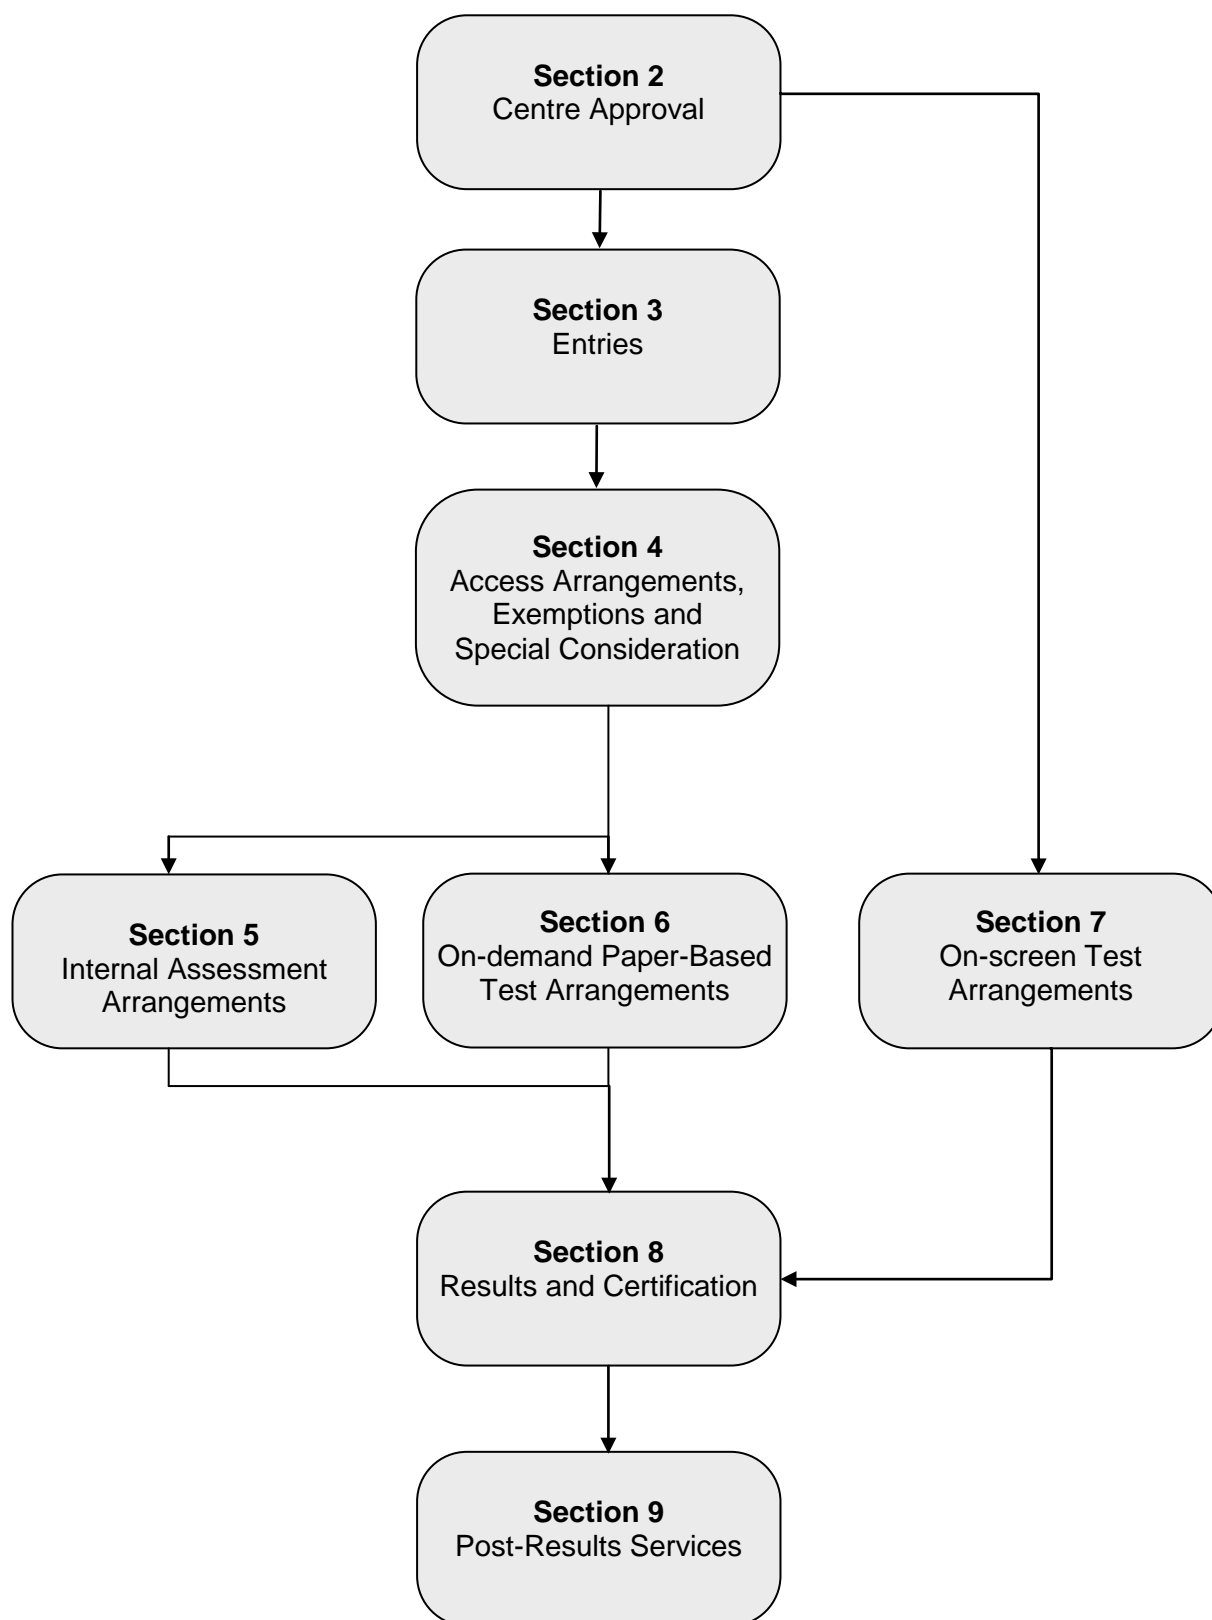 Section 2
Centre Approval
Section 3
Entries
Section 4
Access Arrangements,
Exemptions and
Special Consideration
Section 5
Internal Assessment
Arrangements
Section 6
On-demand Paper-Based
Test Arrangements
Section 7
On-screen Test
Arrangements
Section 8
Results and Certification
Section 9
Post-Results Services